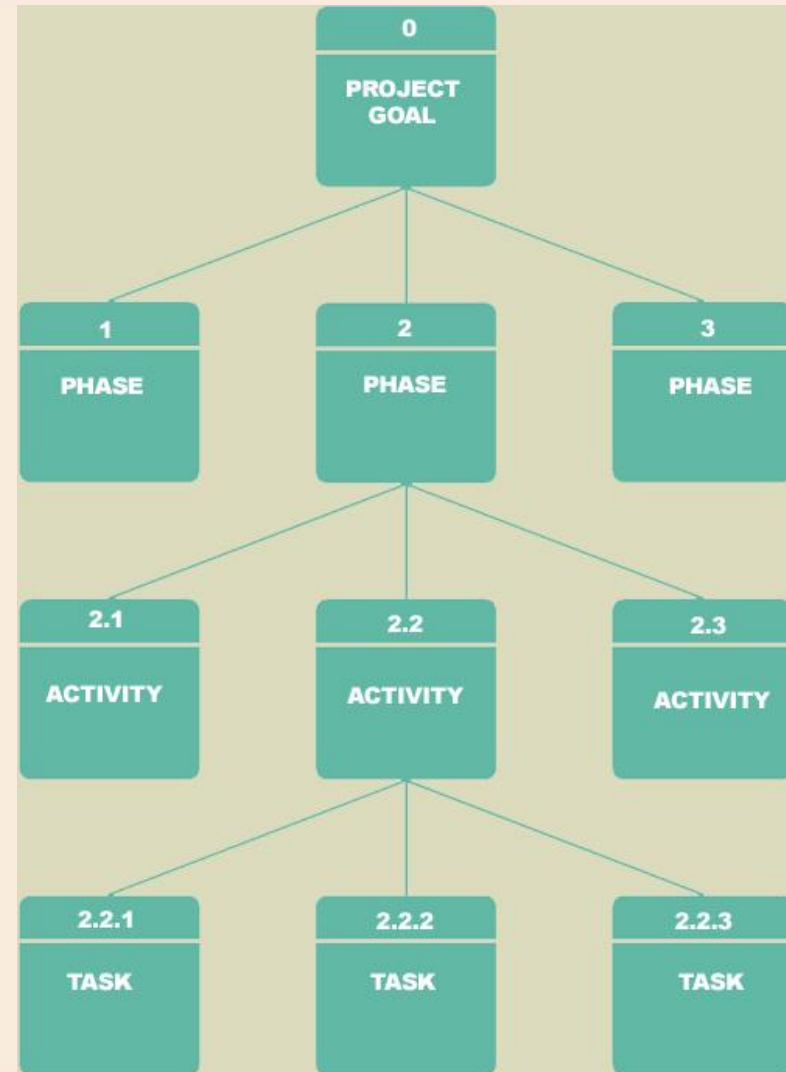 0
PROJECT
GOAL
1
PHASE
2
PHASE
3
PHASE
2.1
ACTIVITY
2.2
ACTIVITY
2.3
ACTIVITY
2.2.1
TASK
2.2.2
TASK
2.2.3
TASK